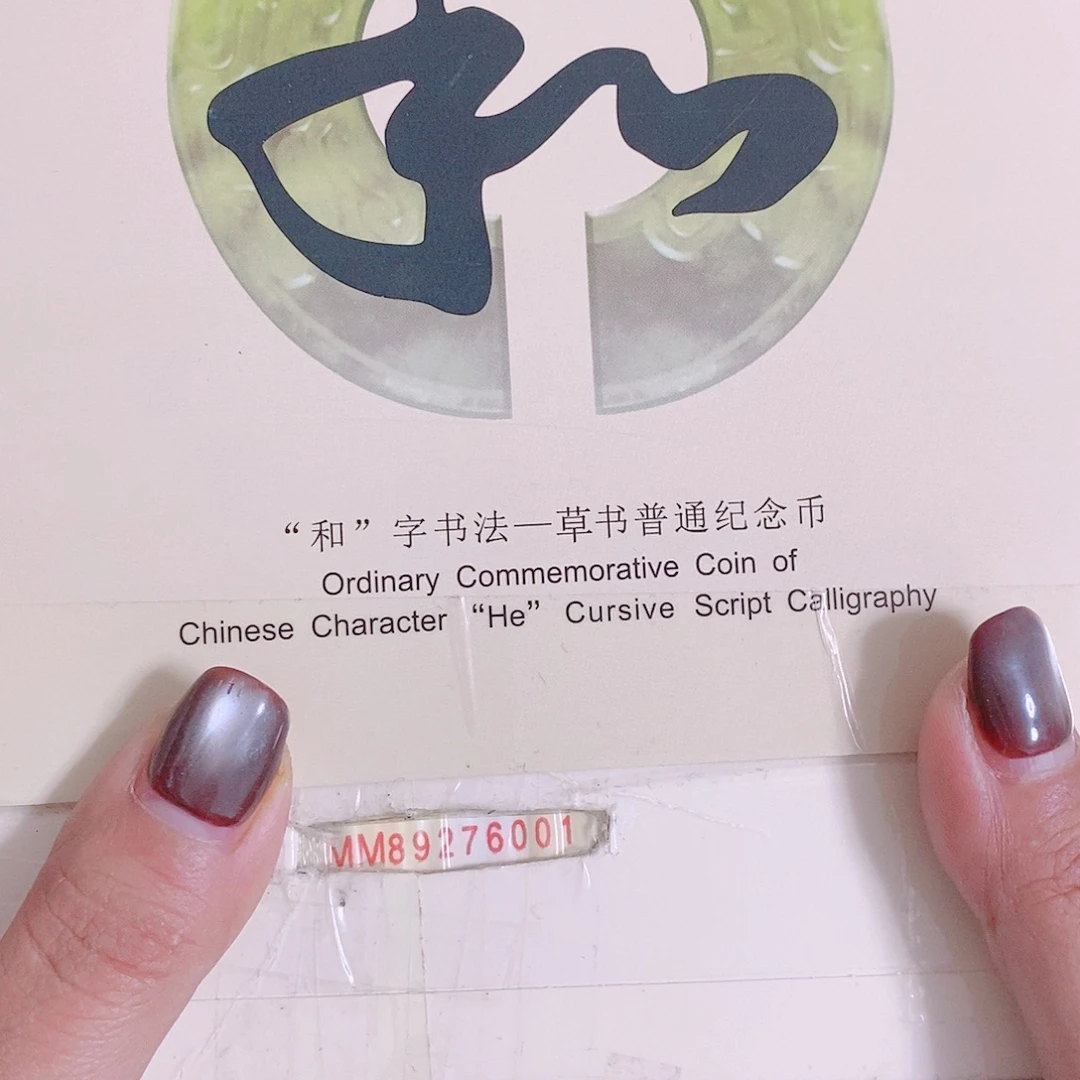 和
“和”字书法—草书普通纪念币
Ordinary Commemorative Coin of
Chinese Character “He” Cursive Script Calligraphy
MM89276001